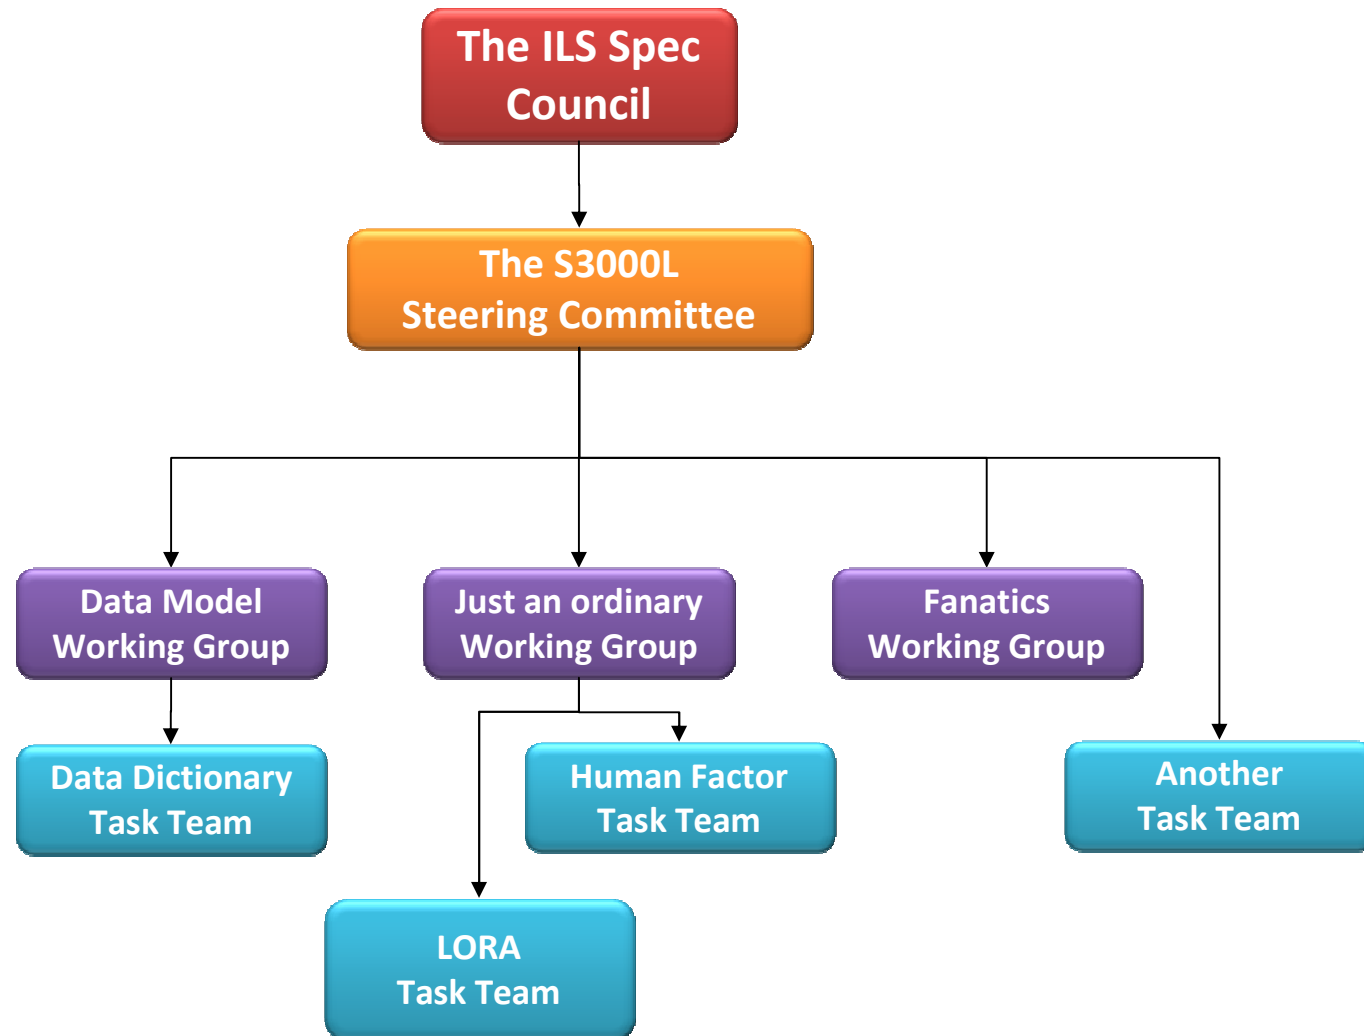 The ILS Spec
Council
The S3000L
Steering Committee
Data Model
Working Group
Just an ordinary
Working Group
Fanatics
Working Group
Data Dictionary
Task Team
Human Factor
Task Team
Another
Task Team
LORA
Task Team